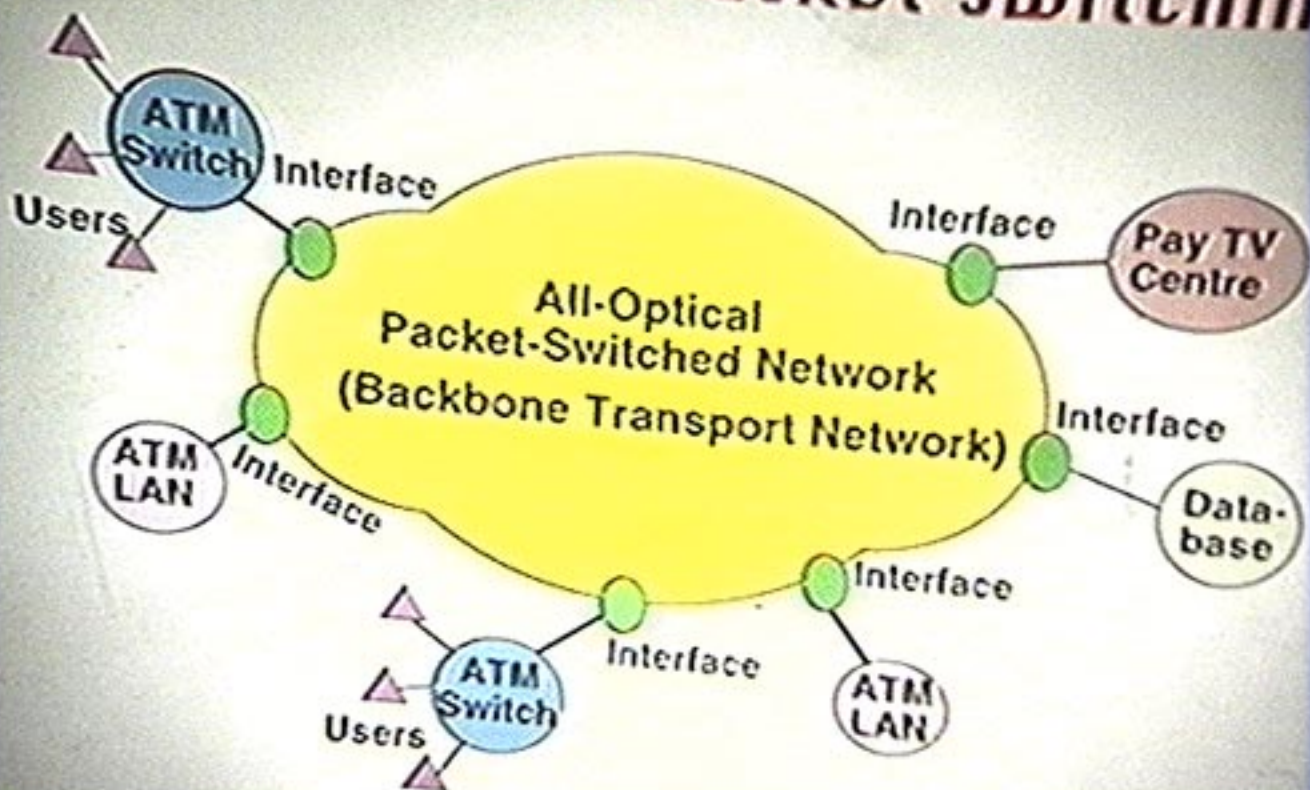 Switchin
ATM
Switch
Interface
Users
Interface
Pay TV
Centre
All-Optical
Packet-Switched Network
(Backbone Transport Network)
Interface
Data-
base
ATM
LAN
Interface
Interface
ATM
LAN
Interface
ATM
Switch
Users